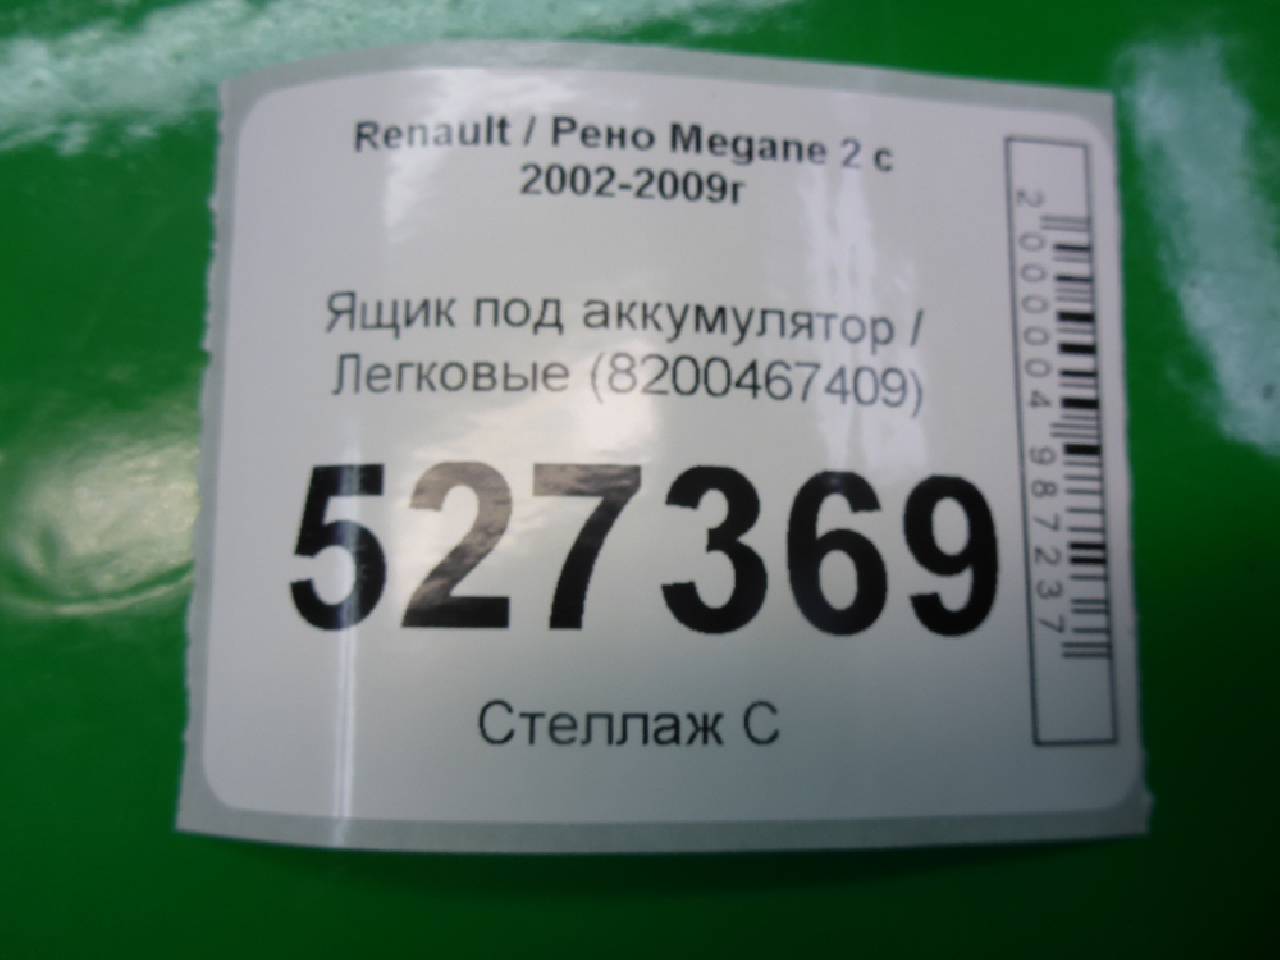 Renault / Рено Megane 2 с
2002-2009г
Ящик под аккумулятор /
Легковые (8200467409)
527369
Стеллаж С
2000004987237